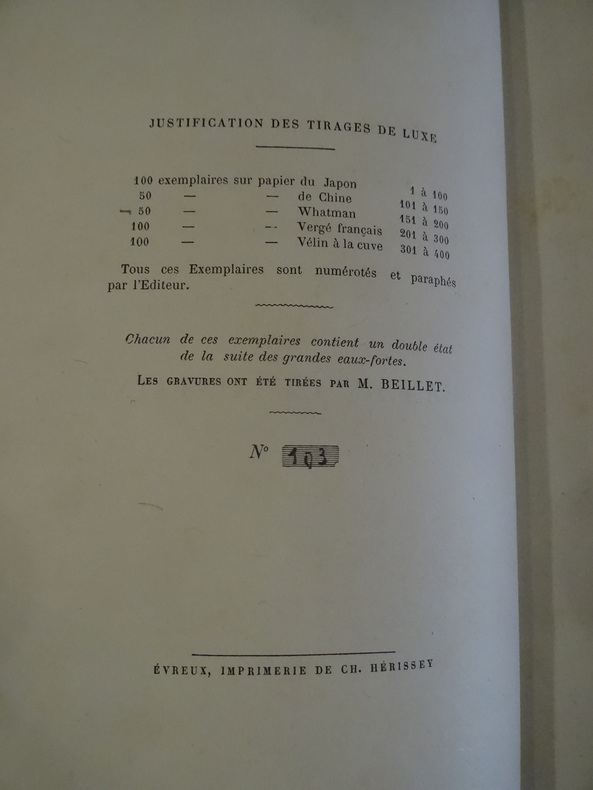 JUSTIFICATION DES TIRAGES DE LUXE
100 exemplaires sur papier du Japon 1 à 100
50 — — de Chine 101 à 150
50 — — Whatman 151 à 200
100 — — Vergé français 201 à 300
100 — — Vélin à la cuve 301 à 400
Tous ces Exemplaires sont numérotés et paraphés
par l'Editeur.
Chacun de ces exemplaires contient un double état
de la suite des grandes eaux-fortes.
LES GRAVURES ONT ÉTÉ TIRÉES PAR M. BEILLET.
N° 103
ÉVREUX, IMPRIMERIE DE CH. HÉRISSEY